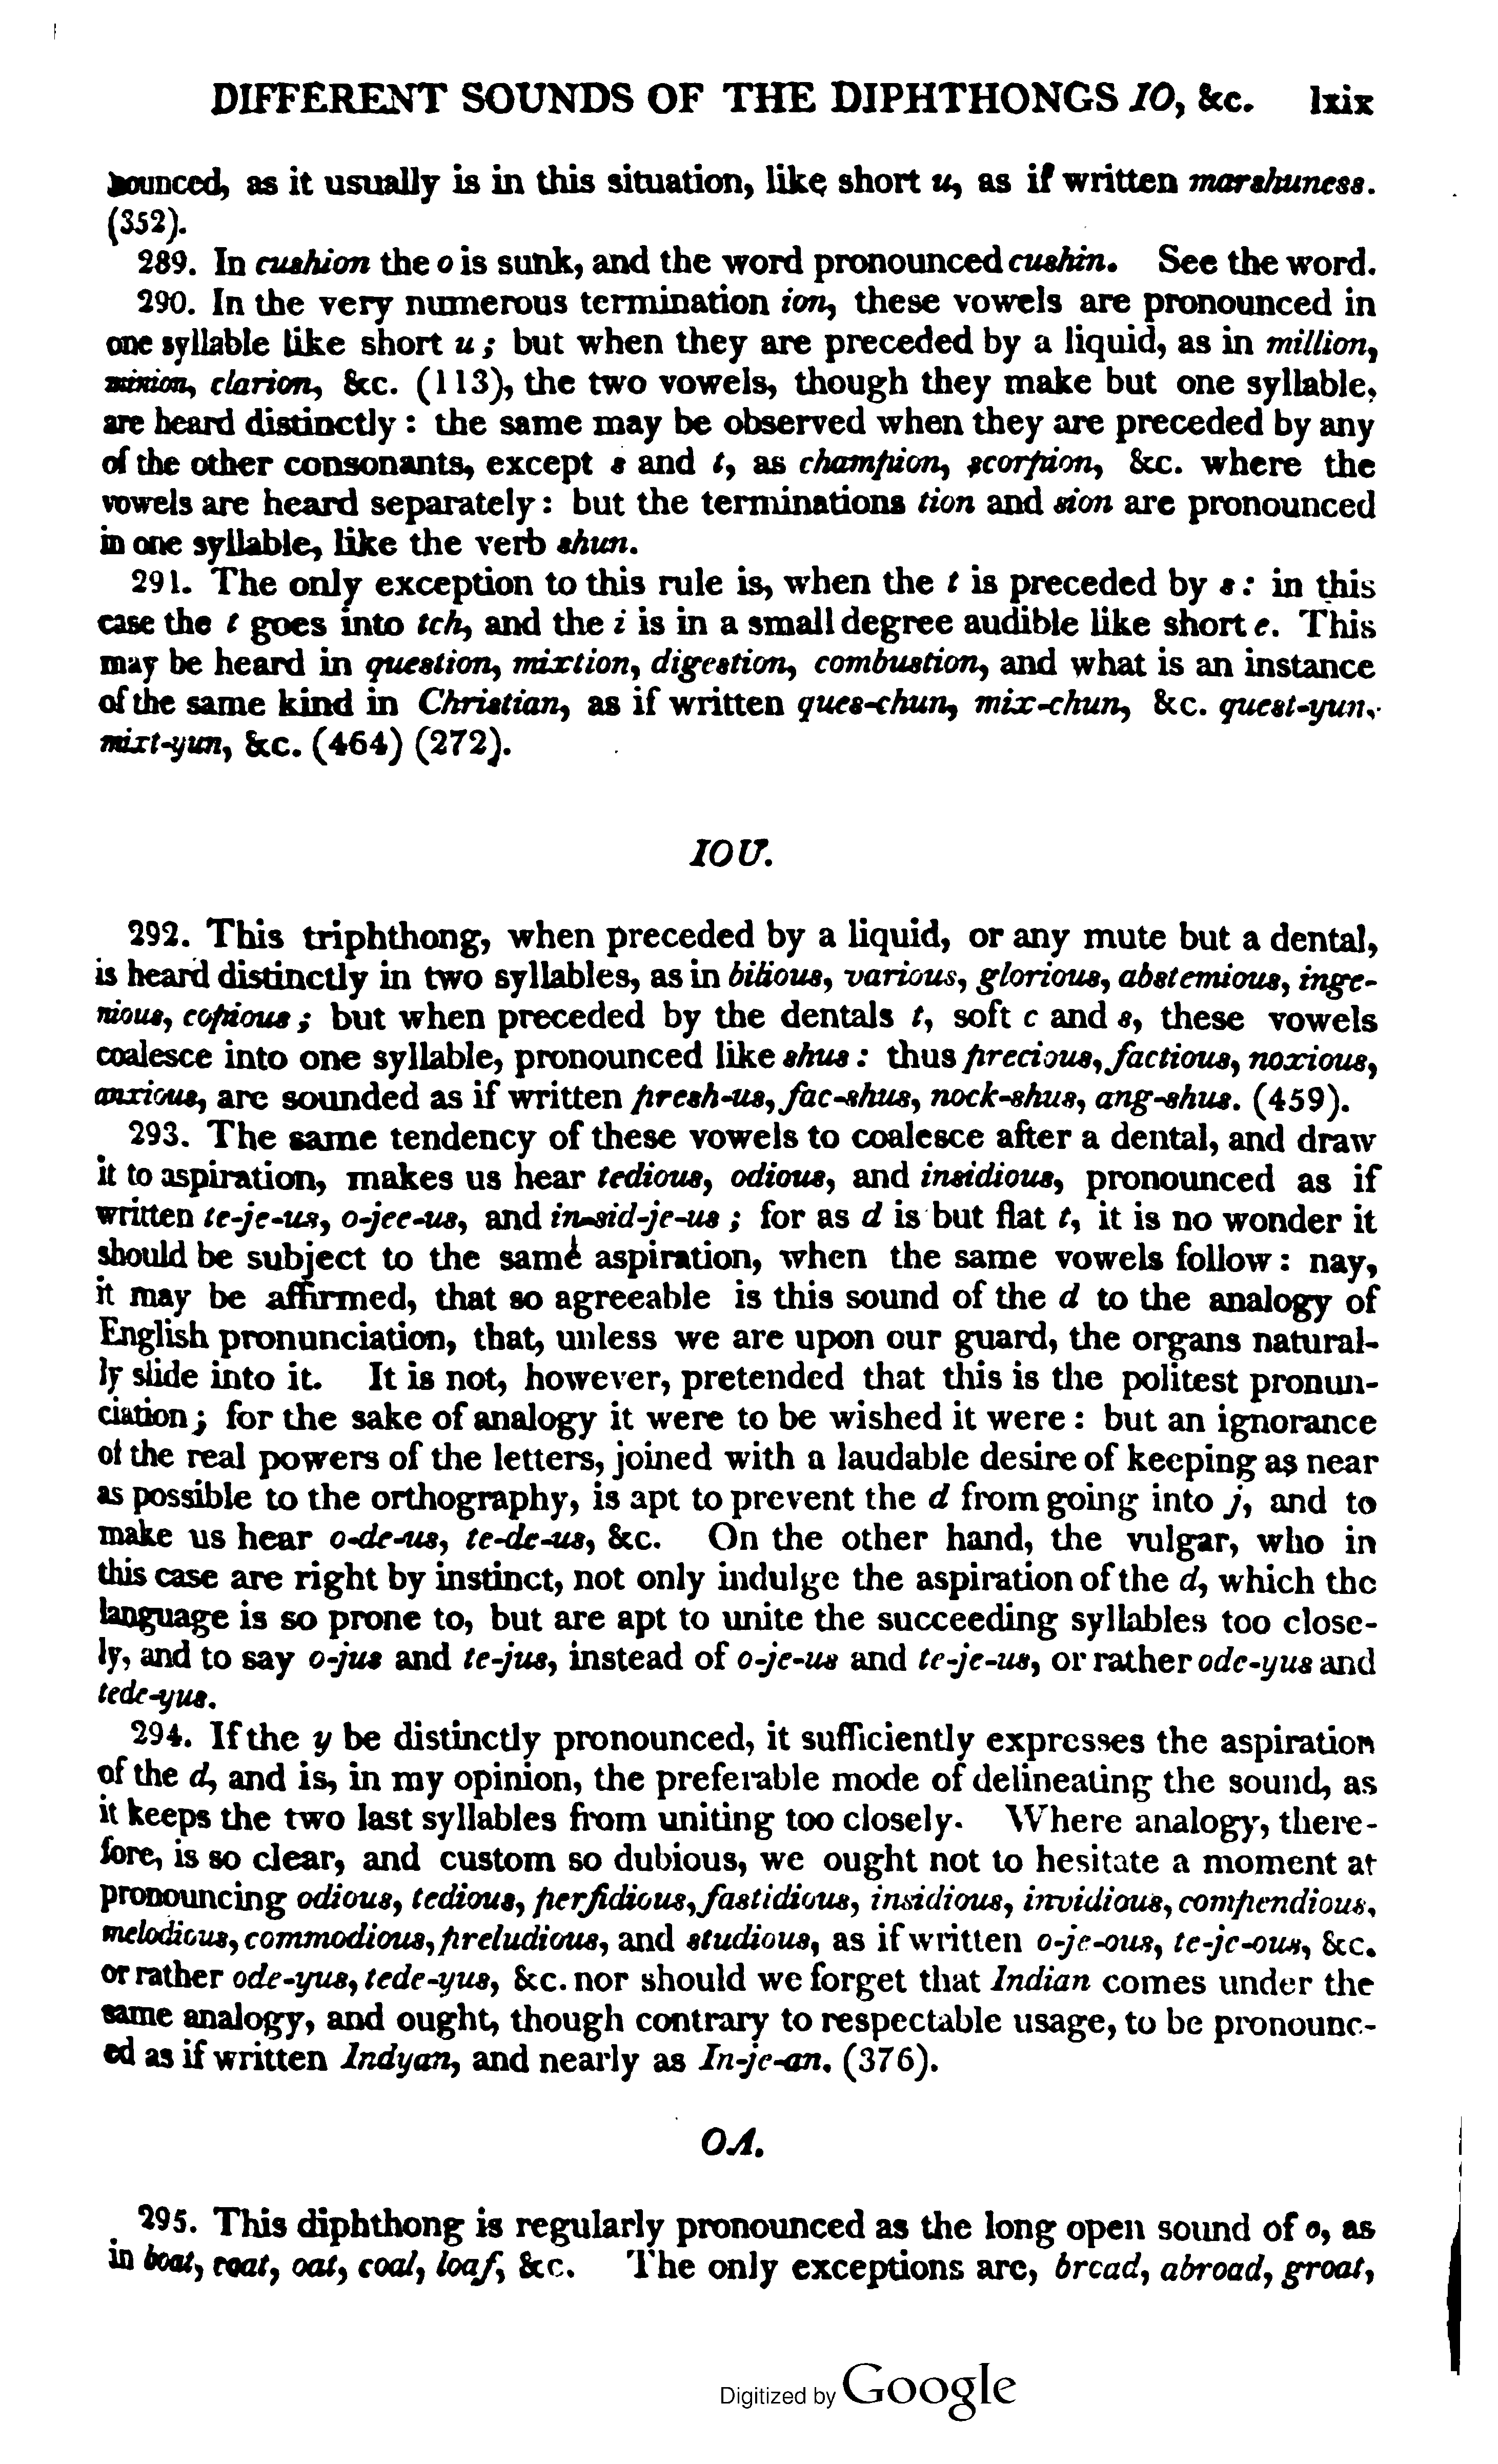 DIFFERENT SOUNDS OF THE DIPHTHONGS IO, &c. lxix
nounced, as it usually is in this situation, like short u, as if written marshuness.
(352).
289. In cushion the o is sunk, and the word pronounced cushin. See the word.
290. In the very numerous termination ion, these vowels are pronounced in
one syllable like short u; but when they are preceded by a liquid, as in million,
minion, clarion, &c. (113), the two vowels, though they make but one syllable,
are heard distinctly: the same may be observed when they are preceded by any
of the other consonants, except s and t, as champion, scorpion, &c. where the
vowels are heard separately: but the terminations tion and sion are pronounced
in one syllable, like the verb shun.
291. The only exception to this rule is, when the t is preceded by s: in this
case the t goes into tch, and the i is in a small degree audible like short e. This
may be heard in question, mixtion, digestion, combustion, and what is an instance
of the same kind in Christian, as if written ques-chun, mix-chun, &c. quest-yun,
mixt-yun, &c. (464) (272).
IOU.
292. This triphthong, when preceded by a liquid, or any mute but a dental,
is heard distinctly in two syllables, as in bilious, various, glorious, abstemious, inge-
nious, copious; but when preceded by the dentals t, soft c and s, these vowels
coalesce into one syllable, pronounced like shus: thus precious, factious, noxious,
anxious, are sounded as if written presh-us, fac-shus, nock-shus, ang-shus. (459).
293. The same tendency of these vowels to coalesce after a dental, and draw
it to aspiration, makes us hear tedious, odious, and insidious, pronounced as if
written te-je-us, o-jee-us, and in-sid-je-us; for as d is but flat t, it is no wonder it
should be subject to the same aspiration, when the same vowels follow: nay,
it may be affirmed, that so agreeable is this sound of the d to the analogy of
English pronunciation, that, unless we are upon our guard, the organs natural-
ly slide into it. It is not, however, pretended that this is the politest pronun-
ciation; for the sake of analogy it were to be wished it were: but an ignorance
of the real powers of the letters, joined with a laudable desire of keeping as near
as possible to the orthography, is apt to prevent the d from going into j, and to
make us hear o-de-us, te-de-us, &c. On the other hand, the vulgar, who in
this case are right by instinct, not only indulge the aspiration of the d, which the
language is so prone to, but are apt to unite the succeeding syllables too close-
ly, and to say o-jus and te-jus, instead of o-je-us and te-je-us, or rather ode-yus and
tede-yus.
294. If the y be distinctly pronounced, it sufficiently expresses the aspiration
of the d, and is, in my opinion, the preferable mode of delineating the sound, as
it keeps the two last syllables from uniting too closely. Where analogy, there-
fore, is so clear, and custom so dubious, we ought not to hesitate a moment at
pronouncing odious, tedious, perfidious, fastidious, insidious, invidious, compendious,
melodious, commodious, preludious, and studious, as if written o-je-ous, te-je-ous, &c.
or rather ode-yus, tede-yus, &c. nor should we forget that Indian comes under the
same analogy, and ought, though contrary to respectable usage, to be pronounc-
ed as if written Indyan, and nearly as In-je-an. (376).
OA.
295. This diphthong is regularly pronounced as the long open sound of o, as
in boat, coat, oat, coal, loaf, &c. The only exceptions are, broad, abroad, groat,
Digitized by Google